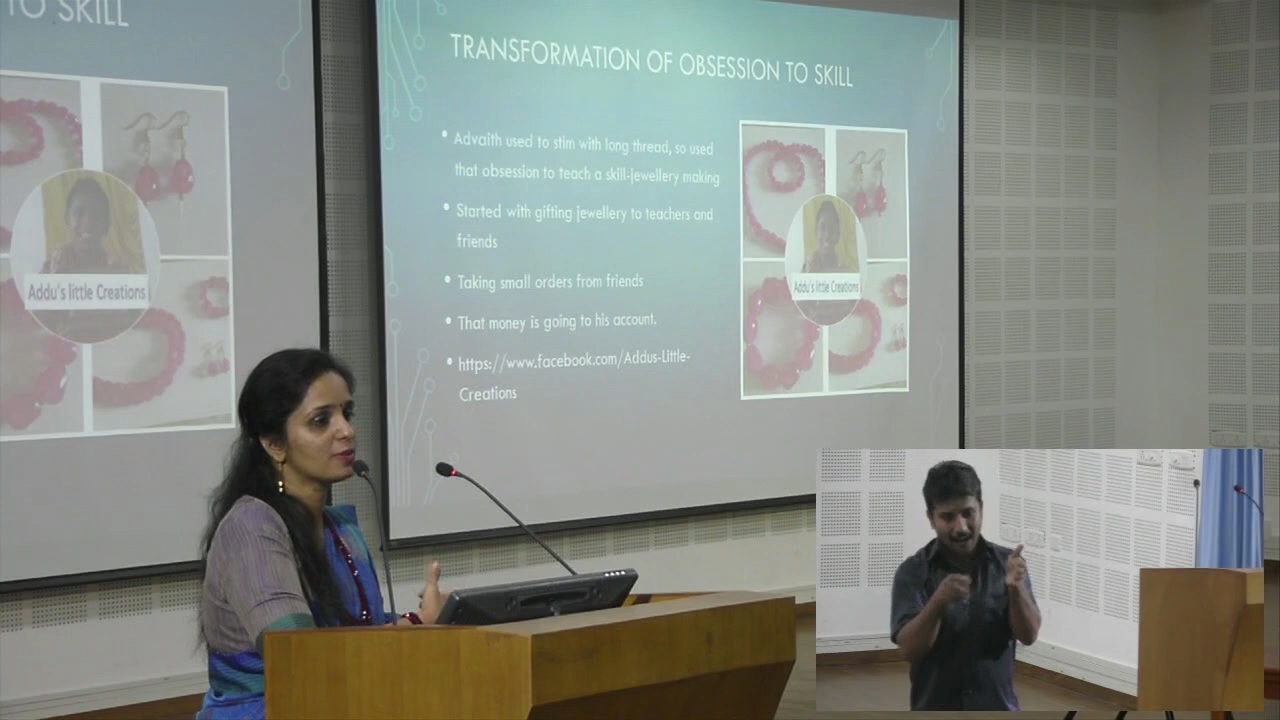 TO SKILL
Addu's little Creations
TRANSFORMATION OF OBSESSION TO SKILL
• Advaith used to stim with long thread, so used
that obsession to teach a skill-jewellery making
• Started with gifting jewellery to teachers and
friends
• Taking small orders from friends
• That money is going to his account.
• https://www.facebook.com/Addus-Little-
Creations
Addu's little Creations